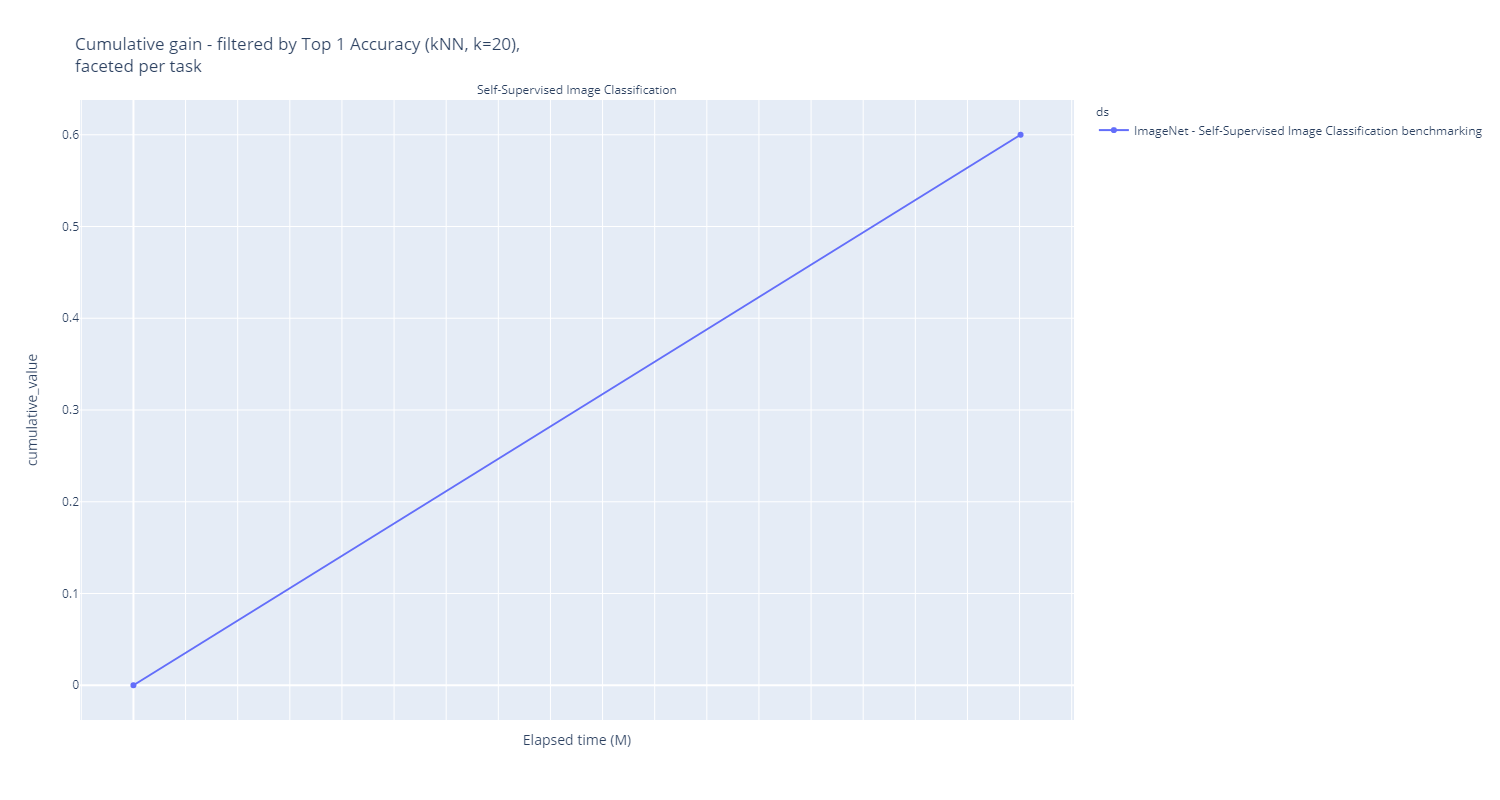 Cumulative gain - filtered by Top 1 Accuracy (kNN, k=20),
faceted per task
Self-Supervised Image Classification
ds
ImageNet - Self-Supervised Image Classification benchmarking
0.6
0.5
0.4
0.3
0.2
0.1
0
cumulative_value
Elapsed time (M)